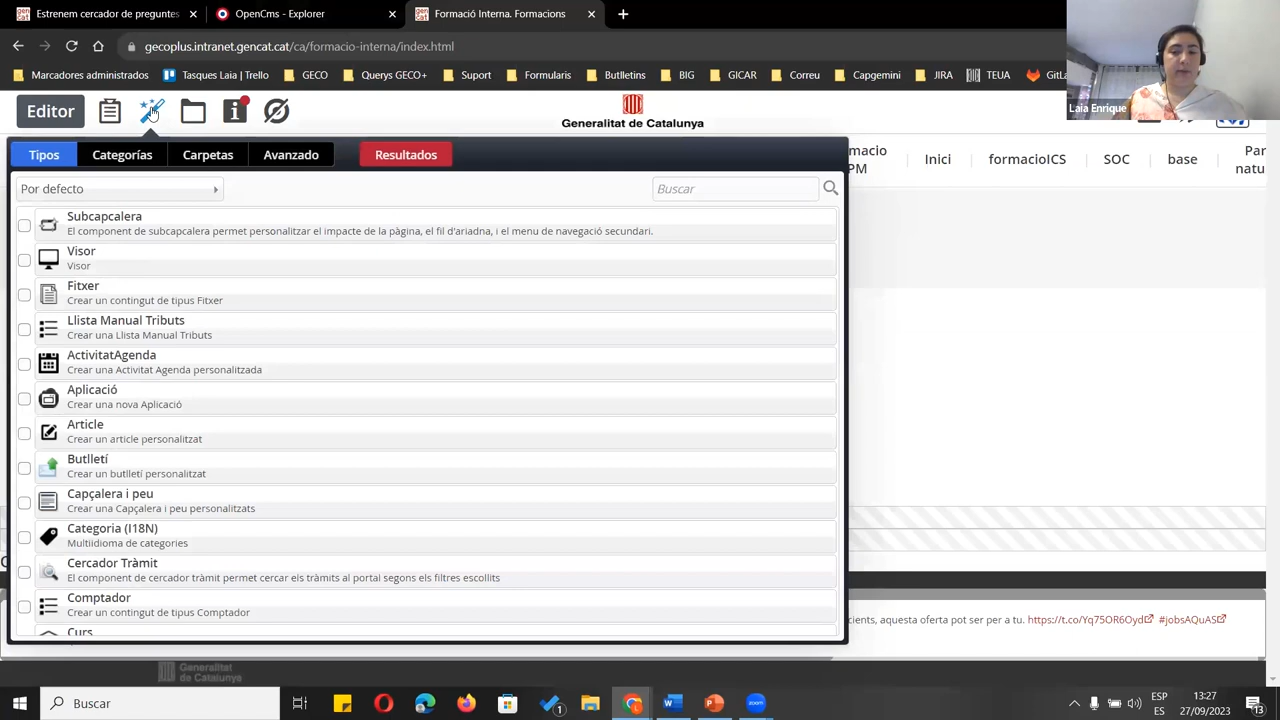 Estrenem cercador de preguntes
OpenCms - Explorer
Formació Interna. Formacions
gecoplus.intranet.gencat.cat/ca/formacio-interna/index.html
Marcadores administrados
Tasques Laia | Trello
GECO
Querys GECO+
Suport
Formularis
Butlletins
BIG
GICAR
Correu
Capgemini
JIRA
TEUA
Laia Enrique
Editor
Generalitat
de Catalunya
Tipos
Categorías
Carpetas
Avanzado
Resultados
Inici
formacioICS
SOC
base
Por defecto
Buscar
Subcapcalera
El component de subcapcalera permet personalitzar el impacte de la pàgina, el fil d'ariadna, i el menu de navegació secundari.
Visor
Visor
Fitxer
Crear un contingut de tipus Fitxer
Llista Manual Tributs
Crear una Llista Manual Tributs
ActivitatAgenda
Crear una Activitat Agenda personalitzada
Aplicació
Crear una nova Aplicació
Article
Crear un article personalitzat
Butlletí
Crear un butlletí personalitzat
Capçalera i peu
Crear una Capçalera i peu personalitzats
Categoria (I18N)
Multiidioma de categories
Cercador Tràmit
El component de cercador tràmit permet cercar els tràmits al portal segons els filtres escollits
Comptador
Crear un contingut de tipus Comptador
Curs
cients, aquesta oferta pot ser per a tu. https://t.co/Yq75OR6Oyd #jobsAQuAS
Generalitat
de Catalunya
Buscar
1
ESP
ES
13:27
27/09/2023
13